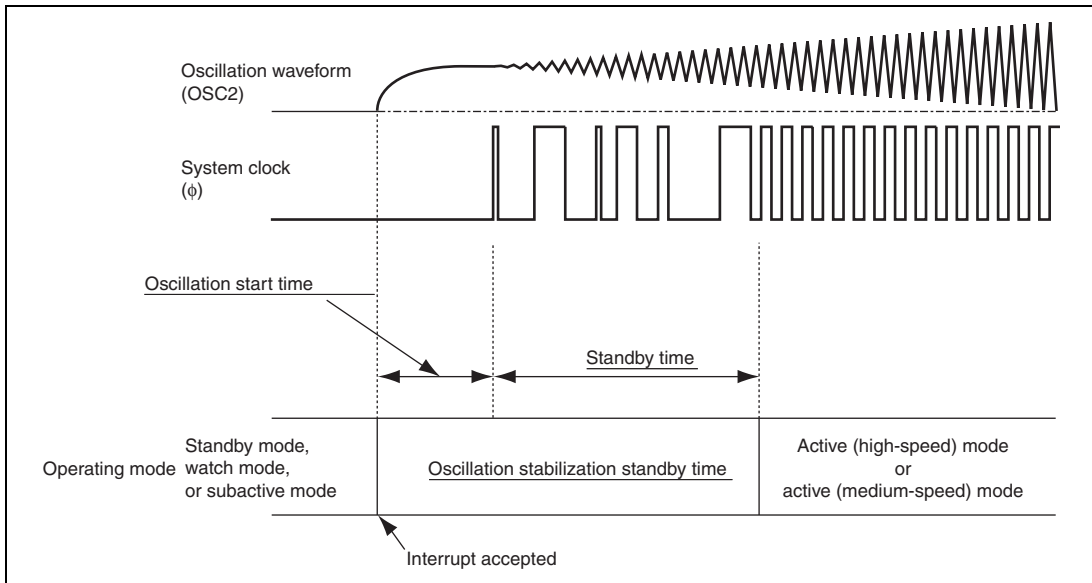 Oscillation waveform
(OSC2)
System clock
(ϕ)
Oscillation start time
Standby time
Operating mode
Standby mode,
watch mode,
or subactive mode
Oscillation stabilization standby time
Active (high-speed) mode
or
active (medium-speed) mode
Interrupt accepted